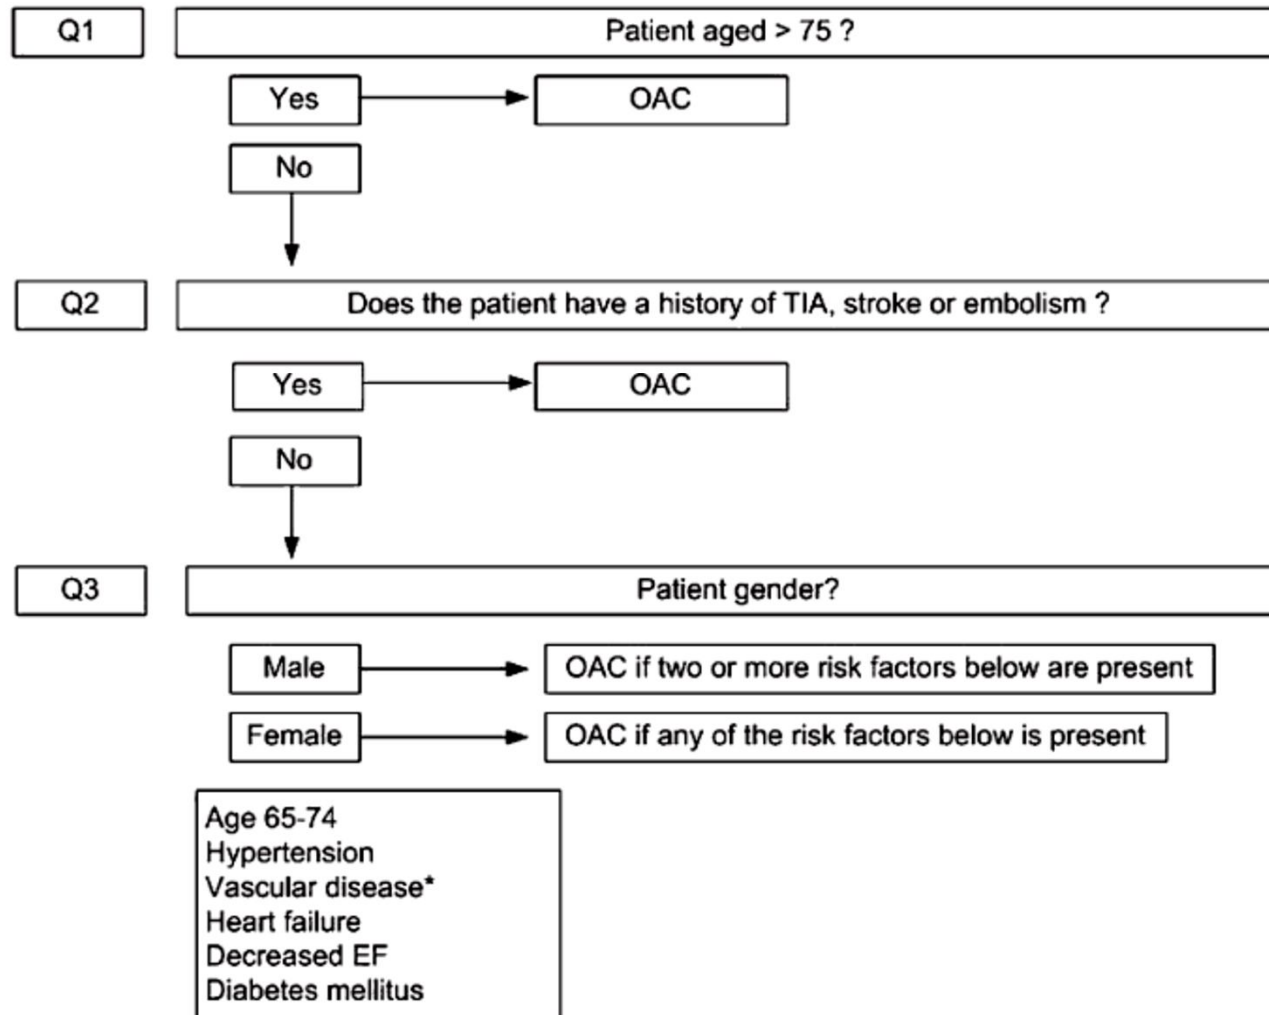 Q1
Patient aged > 75 ?
Yes
OAC
No
Q2
Does the patient have a history of TIA, stroke or embolism ?
Yes
OAC
No
Q3
Patient gender?
Male
OAC if two or more risk factors below are present
Female
OAC if any of the risk factors below is present
Age 65-74
Hypertension
Vascular disease*
Heart failure
Decreased EF
Diabetes mellitus